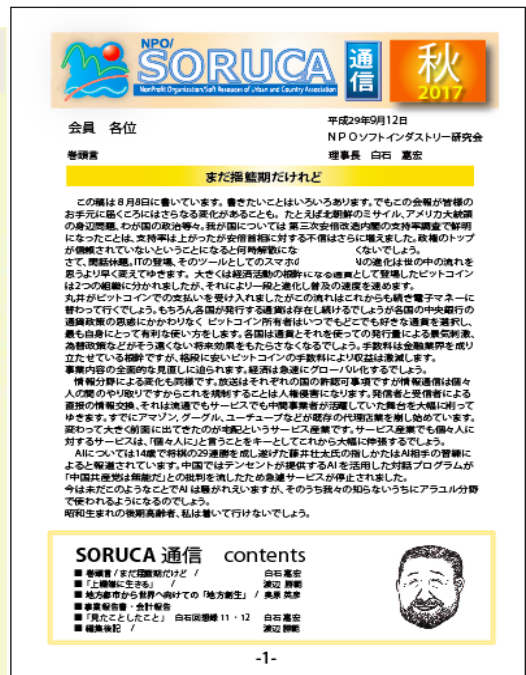 NPO/
SORUCA
NonProfit Organization/Soft Resouces of Urban and Country Association
通信
秋
2017
会員　各位
平成29年9月12日
NPOソフトインダストリー研究会
巻頭言
理事長　白石　嘉宏
まだ揺籃期だけれど
この稿は8月8日に書いています。書きたいことはいろいろあります。でもこの会報が皆様の
お手元に届くころにはさらなる変化があることも。たとえば北朝鮮のミサイル、アメリカ大統領
の身辺問題、わが国の政治等々。我が国については 第三次安倍改造内閣の支持率調査で鮮明
になったことは、支持率は上がったが安倍首相に対する不信はさらに増えました。政権のトップ
が信頼されていないということになると何時解散にな　　　くないでしょう。
さて、閑話休題。ITの登場、そのツールとしてのスマホの　　　りの進化は世の中の流れを
思うより早く変えてゆきます。大きくは経済活動の根幹になる通貨として登場したビットコイン
は2つの組織に分かれましたが、それにより一段と進化し普及の速度を速めます。
丸井がビットコインでの支払いを受け入れましたがこの流れはこれからも続き電子マネーに
替わって行くでしょう。もちろん各国が発行する通貨は存在し続けるでしょうが各国の中央銀行の
通貨政策の思惑にかかわりなく ビットコイン所有者はいつでもどこでも好きな通貨を選択し、
最も自身にとって有利な使い方をします。各国は通貨とそれを使っての発行量による景気刺激、
為替政策などがそう遠くない将来効果をもたらさなくなるでしょう。手数料は金融業界を成り
立たせている根幹ですが、格段に安いビットコインの手数料により収益は激減します。
事業内容の全面的な見直しに迫られます。経済は急速にグローバル化するでしょう。
情報分野による変化も同様です。放送はそれぞれの国の許認可事項ですが情報通信は個々
人の間のやり取りですからこれを規制することは人権侵害になります。発信者と受信者による
直接の情報交換、それは流通でもサービスでも中間事業者が活躍していた舞台を大幅に削って
ゆきます。すでにアマゾン、グーグル、ユーチューブなどが既存の代理店業を崩し始めています。
変わって大きく前面に出てきたのが宅配というサービス産業です。サービス産業でも個々人に
対するサービスは、「個々人に」と言うことをキーとしてこれから大幅に伸張するでしょう。
AIについては14歳で将棋の29連勝を成し遂げた藤井壮太氏の指しかたはAI相手の習練に
よると報道されています。中国ではテンセントが提供するAIを活用した対話プログラムが
「中国共産党は無能だ」との批判を流したため急遽サービスが停止されました。
今は未だこのようなことでAIは騒がれえいますが、そのうち我々の知らないうちにアラユル分野
で使われるようになるのでしょう。
昭和生まれの後期高齢者、私は着いて行けないでしょう。
SORUCA 通信　contents
■ 巻頭言/まだ揺籃期だけど　/　白石 嘉宏
■「上機嫌に生きる」　/　渡辺 勝範
■ 地方都市から世界へ向けての「地方創生」 / 奥原 英彦
■ 事業報告書・会計報告
■「見たことしたこと」 白石回想録 11・12　白石 嘉宏
■ 編集後記　/　渡辺 勝範
-1-